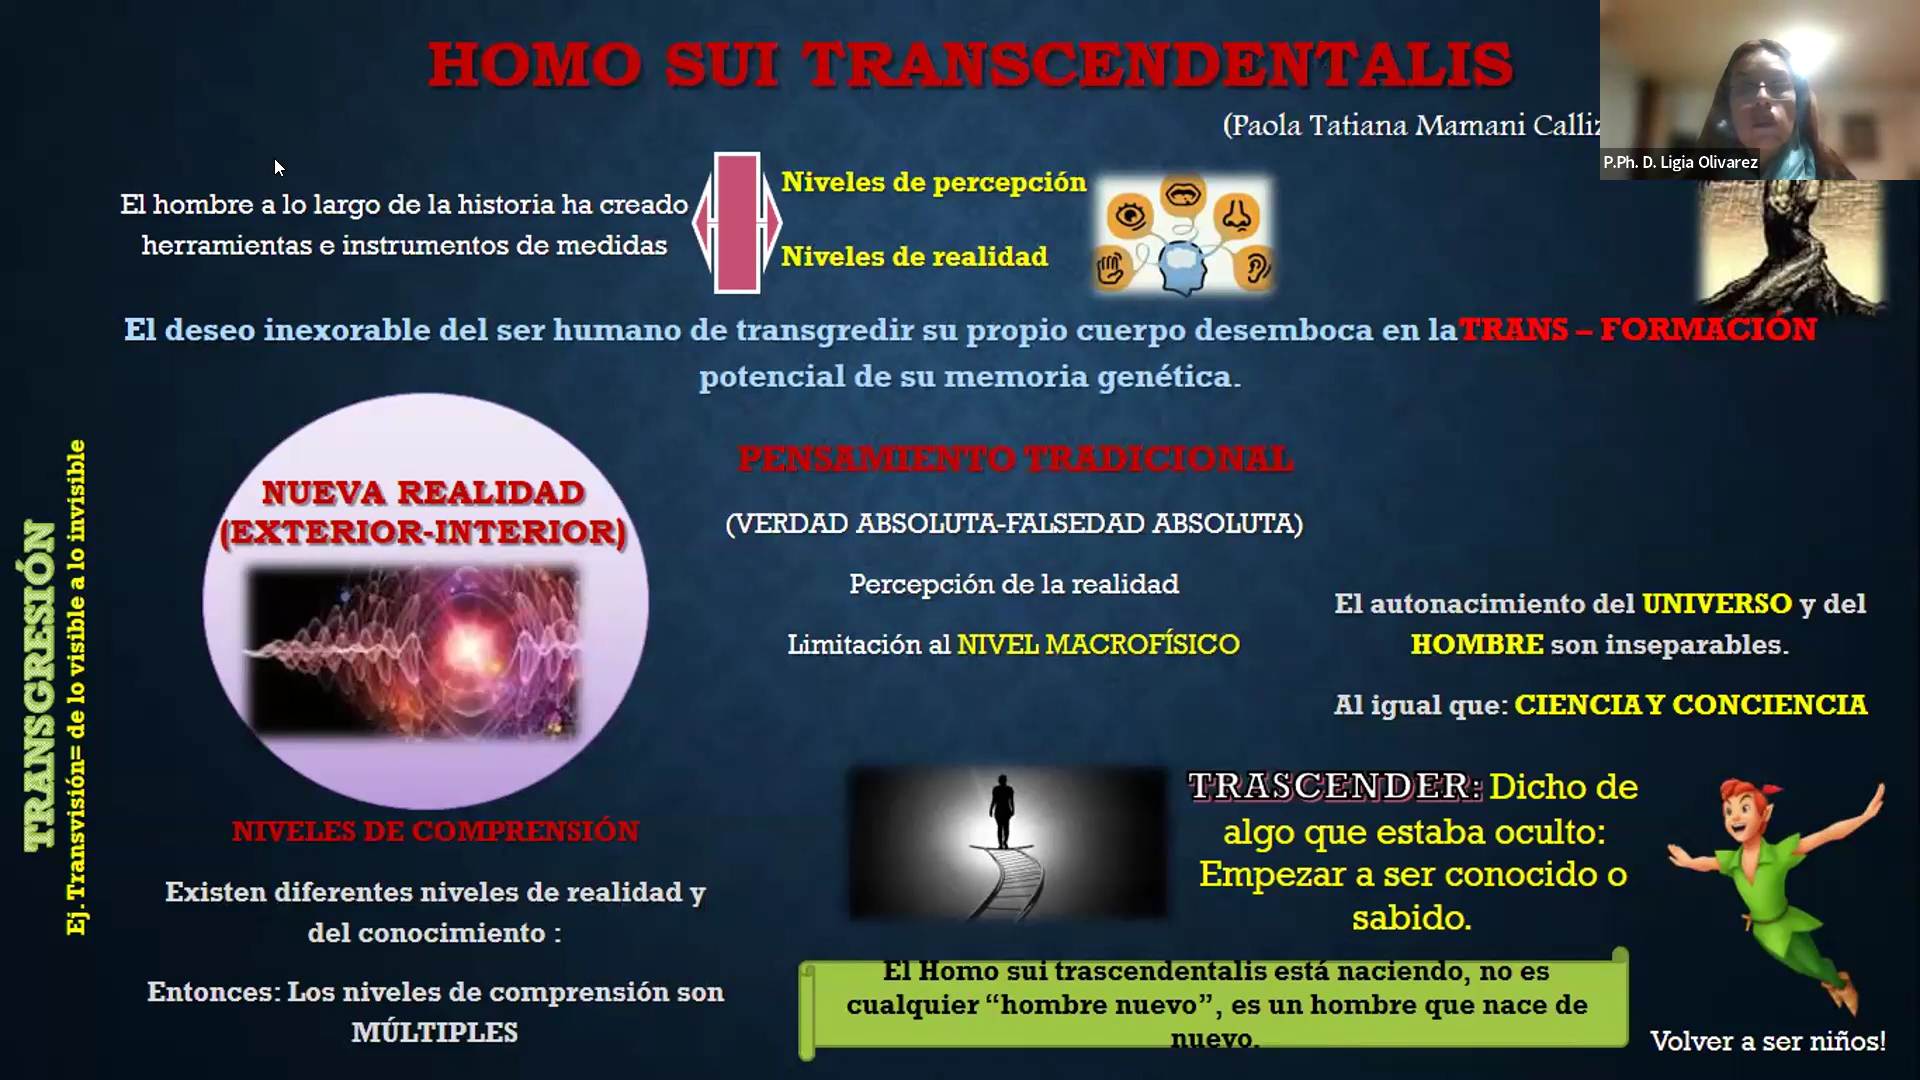 HOMO SUI TRANSCENDENTALIS
(Paola Tatiana Mamani
P.Ph. D. Ligia Olivarez
El hombre a lo largo de la historia ha creado
herramientas e instrumentos de medidas
Niveles de percepción
Niveles de realidad
El deseo inexorable del ser humano de transgredir su propio cuerpo desemboca en la TRANS – FORMACIÓN
potencial de su memoria genética.
TRANSGRESIÓN
Ej. Transvisión= de lo visible a lo invisible
NUEVA REALIDAD
(EXTERIOR-INTERIOR)
NIVELES DE COMPRENSIÓN
Existen diferentes niveles de realidad y
del conocimiento :
Entonces: Los niveles de comprensión son
MÚLTIPLES
PENSAMIENTO TRADICIONAL
(VERDAD ABSOLUTA-FALSEDAD ABSOLUTA)
Percepción de la realidad
Limitación al NIVEL MACROFÍSICO
El autonacimiento del UNIVERSO y del
HOMBRE son inseparables.
Al igual que: CIENCIA Y CONCIENCIA
TRASCENDER: Dicho de
algo que estaba oculto:
Empezar a ser conocido o
sabido.
El Homo sui trascendentalis está naciendo, no es
cualquier “hombre nuevo”, es un hombre que nace de
nuevo.
Volver a ser niños!